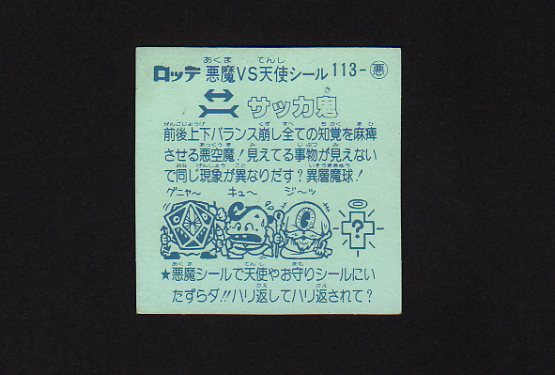 ロッテ 悪魔VS天使シール 113-悪
サッカ鬼
前後上下バランス崩し全ての知覚を麻痺
させる悪空魔！見えてる事物が見えない
で同じ現象が異なりだす？異層魔球！
グニャ〜 キュ〜 ジ〜ッ
?
★悪魔シールで天使やお守りシールにい
たずらダ!!ハリ返してハリ返されて？